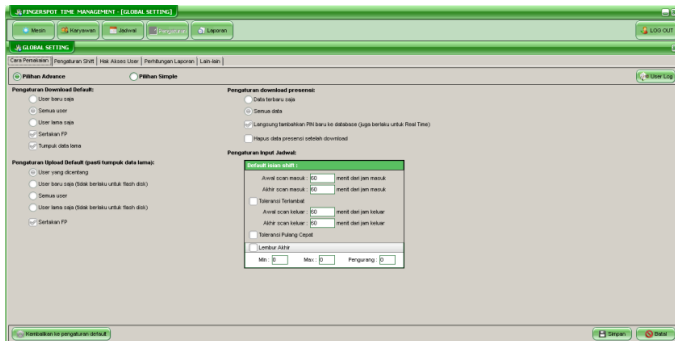 FINGERSPOT TIME MANAGEMENT - [GLOBAL SETTING]
Mesin Karyawan Jadwal Pengaturan Laporan LOG OUT
GLOBAL SETTING
Cara Pemakaian Pengaturan Shift Hak Akses User Perhitungan Laporan Lain-lain
Pilihan Advance Pilihan Simple User Log
Pengaturan Download Default:
User baru saja
Semua user
User lama saja
Sertakan FP
Tumpuk data lama
Pengaturan Upload Default (pasti tumpuk data lama):
User yang dicentang
User baru saja (tidak berlaku untuk flash disk)
Semua user
User lama saja (tidak berlaku untuk flash disk)
Sertakan FP
Pengaturan download presensi:
Data terbaru saja
Semua data
Langsung tambahkan PIN baru ke database (juga berlaku untuk Real Time)
Hapus data presensi setelah download
Pengaturan Input Jadwal:
Default isian shift :
Awal scan masuk : 60 menit dari jam masuk
Akhir scan masuk : 60 menit dari jam masuk
Toleransi Terlambat
Awal scan keluar : 60 menit dari jam keluar
Akhir scan keluar : 60 menit dari jam keluar
Toleransi Pulang Cepat
Lembur Akhir
Min : 0 Max : 0 Pengurang : 0
Kembalikan ke pengaturan default Simpan Batal